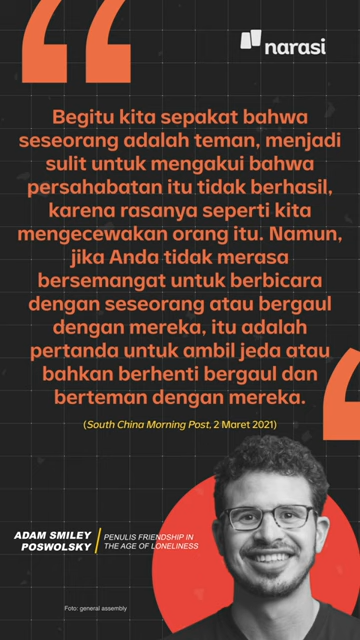 narasi
Begitu kita sepakat bahwa
seseorang adalah teman, menjadi
sulit untuk mengakui bahwa
persahabatan itu tidak berhasil,
karena rasanya seperti kita
mengecewakan orang itu. Namun,
jika Anda tidak merasa
bersemangat untuk berbicara
dengan seseorang atau bergaul
dengan mereka, itu adalah
pertanda untuk ambil jeda atau
bahkan berhenti bergaul dan
berteman dengan mereka.
(South China Morning Post, 2 Maret 2021)
ADAM SMILEY
POSWOLSKY
PENULIS FRIENDSHIP IN
THE AGE OF LONELINESS
Foto: general assembly